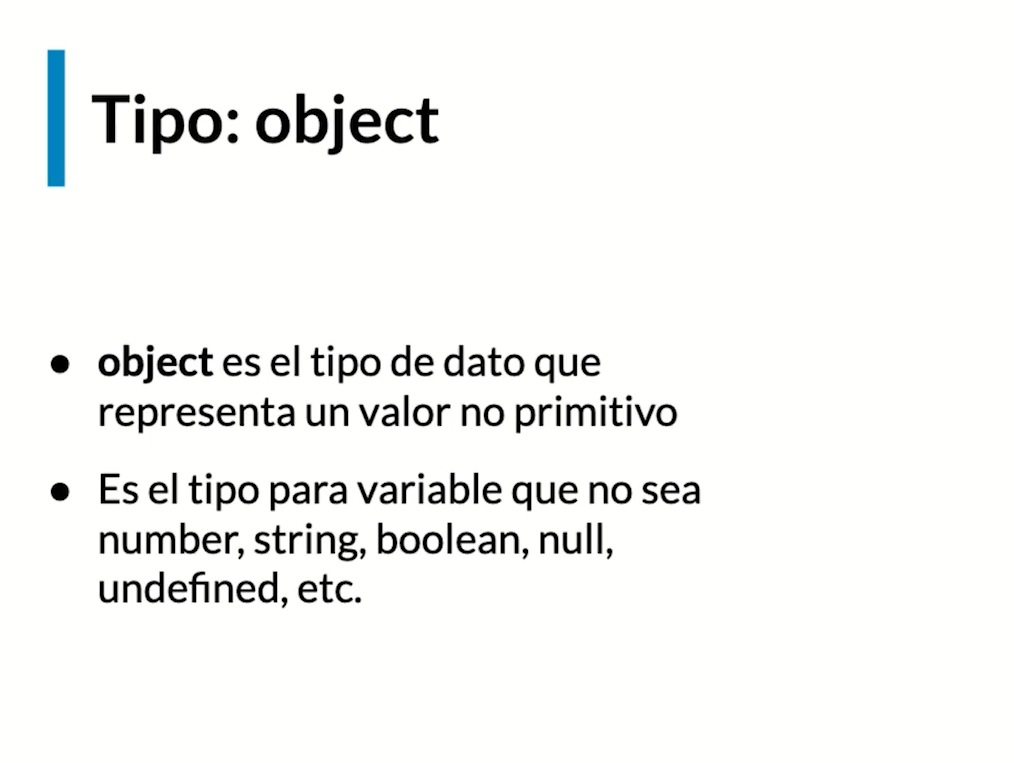 Tipo: object
● object es el tipo de dato que
representa un valor no primitivo
● Es el tipo para variable que no sea
number, string, boolean, null,
undefined, etc.